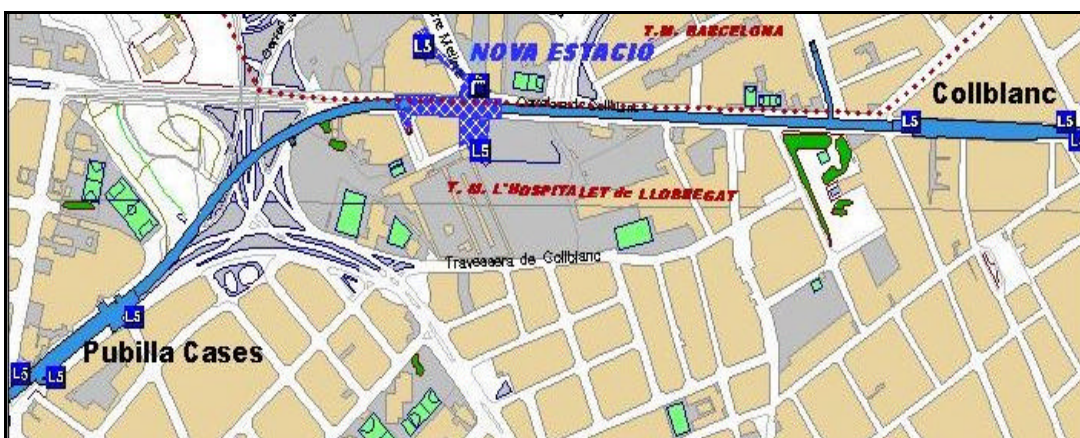 T.M. BARCELONA
L5
NOVA ESTACIÓ
Collblanc
L5
L5
L5
T. M. L'HOSPITALET de LLOBREGAT
Travessera de Collblanc
L5
Pubilla Cases
L5
L5